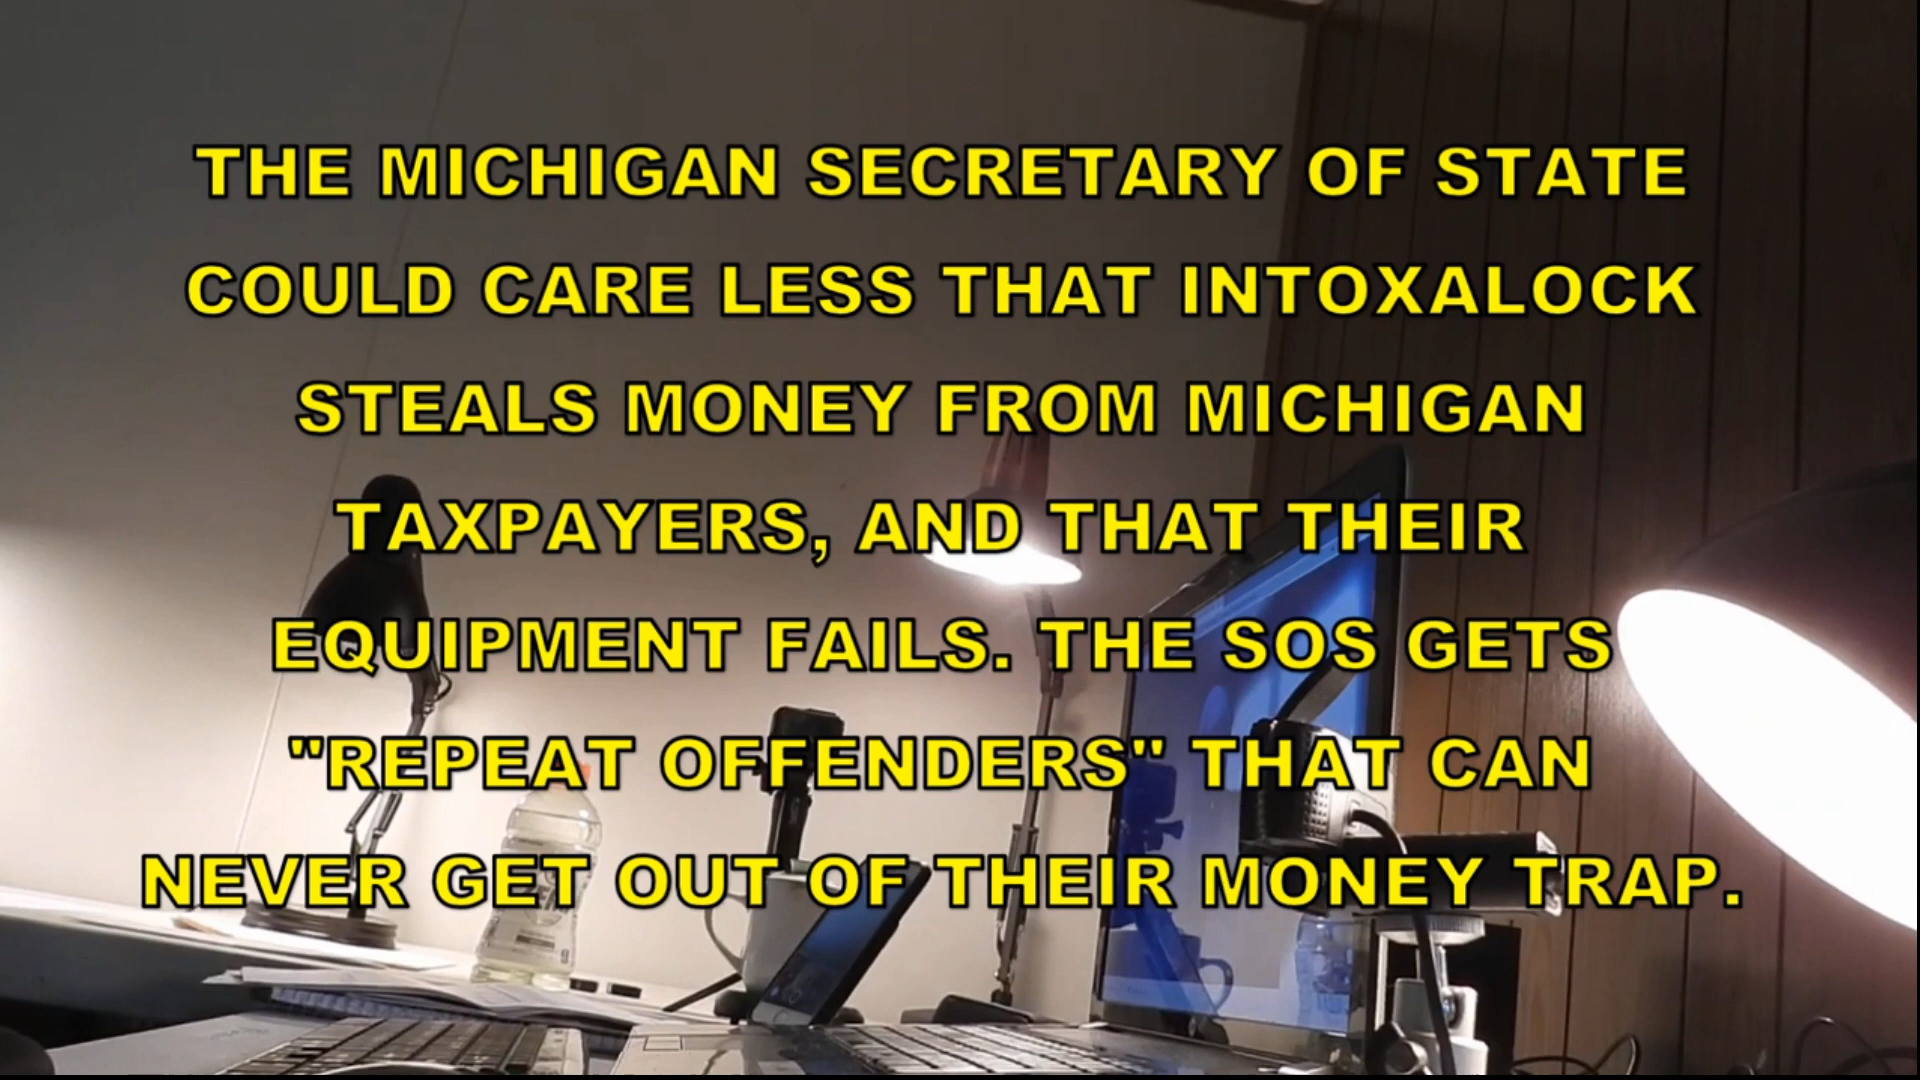 THE MICHIGAN SECRETARY OF STATE
COULD CARE LESS THAT INTOXALOCK
STEALS MONEY FROM MICHIGAN
TAXPAYERS, AND THAT THEIR
EQUIPMENT FAILS. THE SOS GETS
"REPEAT OFFENDERS" THAT CAN
NEVER GET OUT OF THEIR MONEY TRAP.